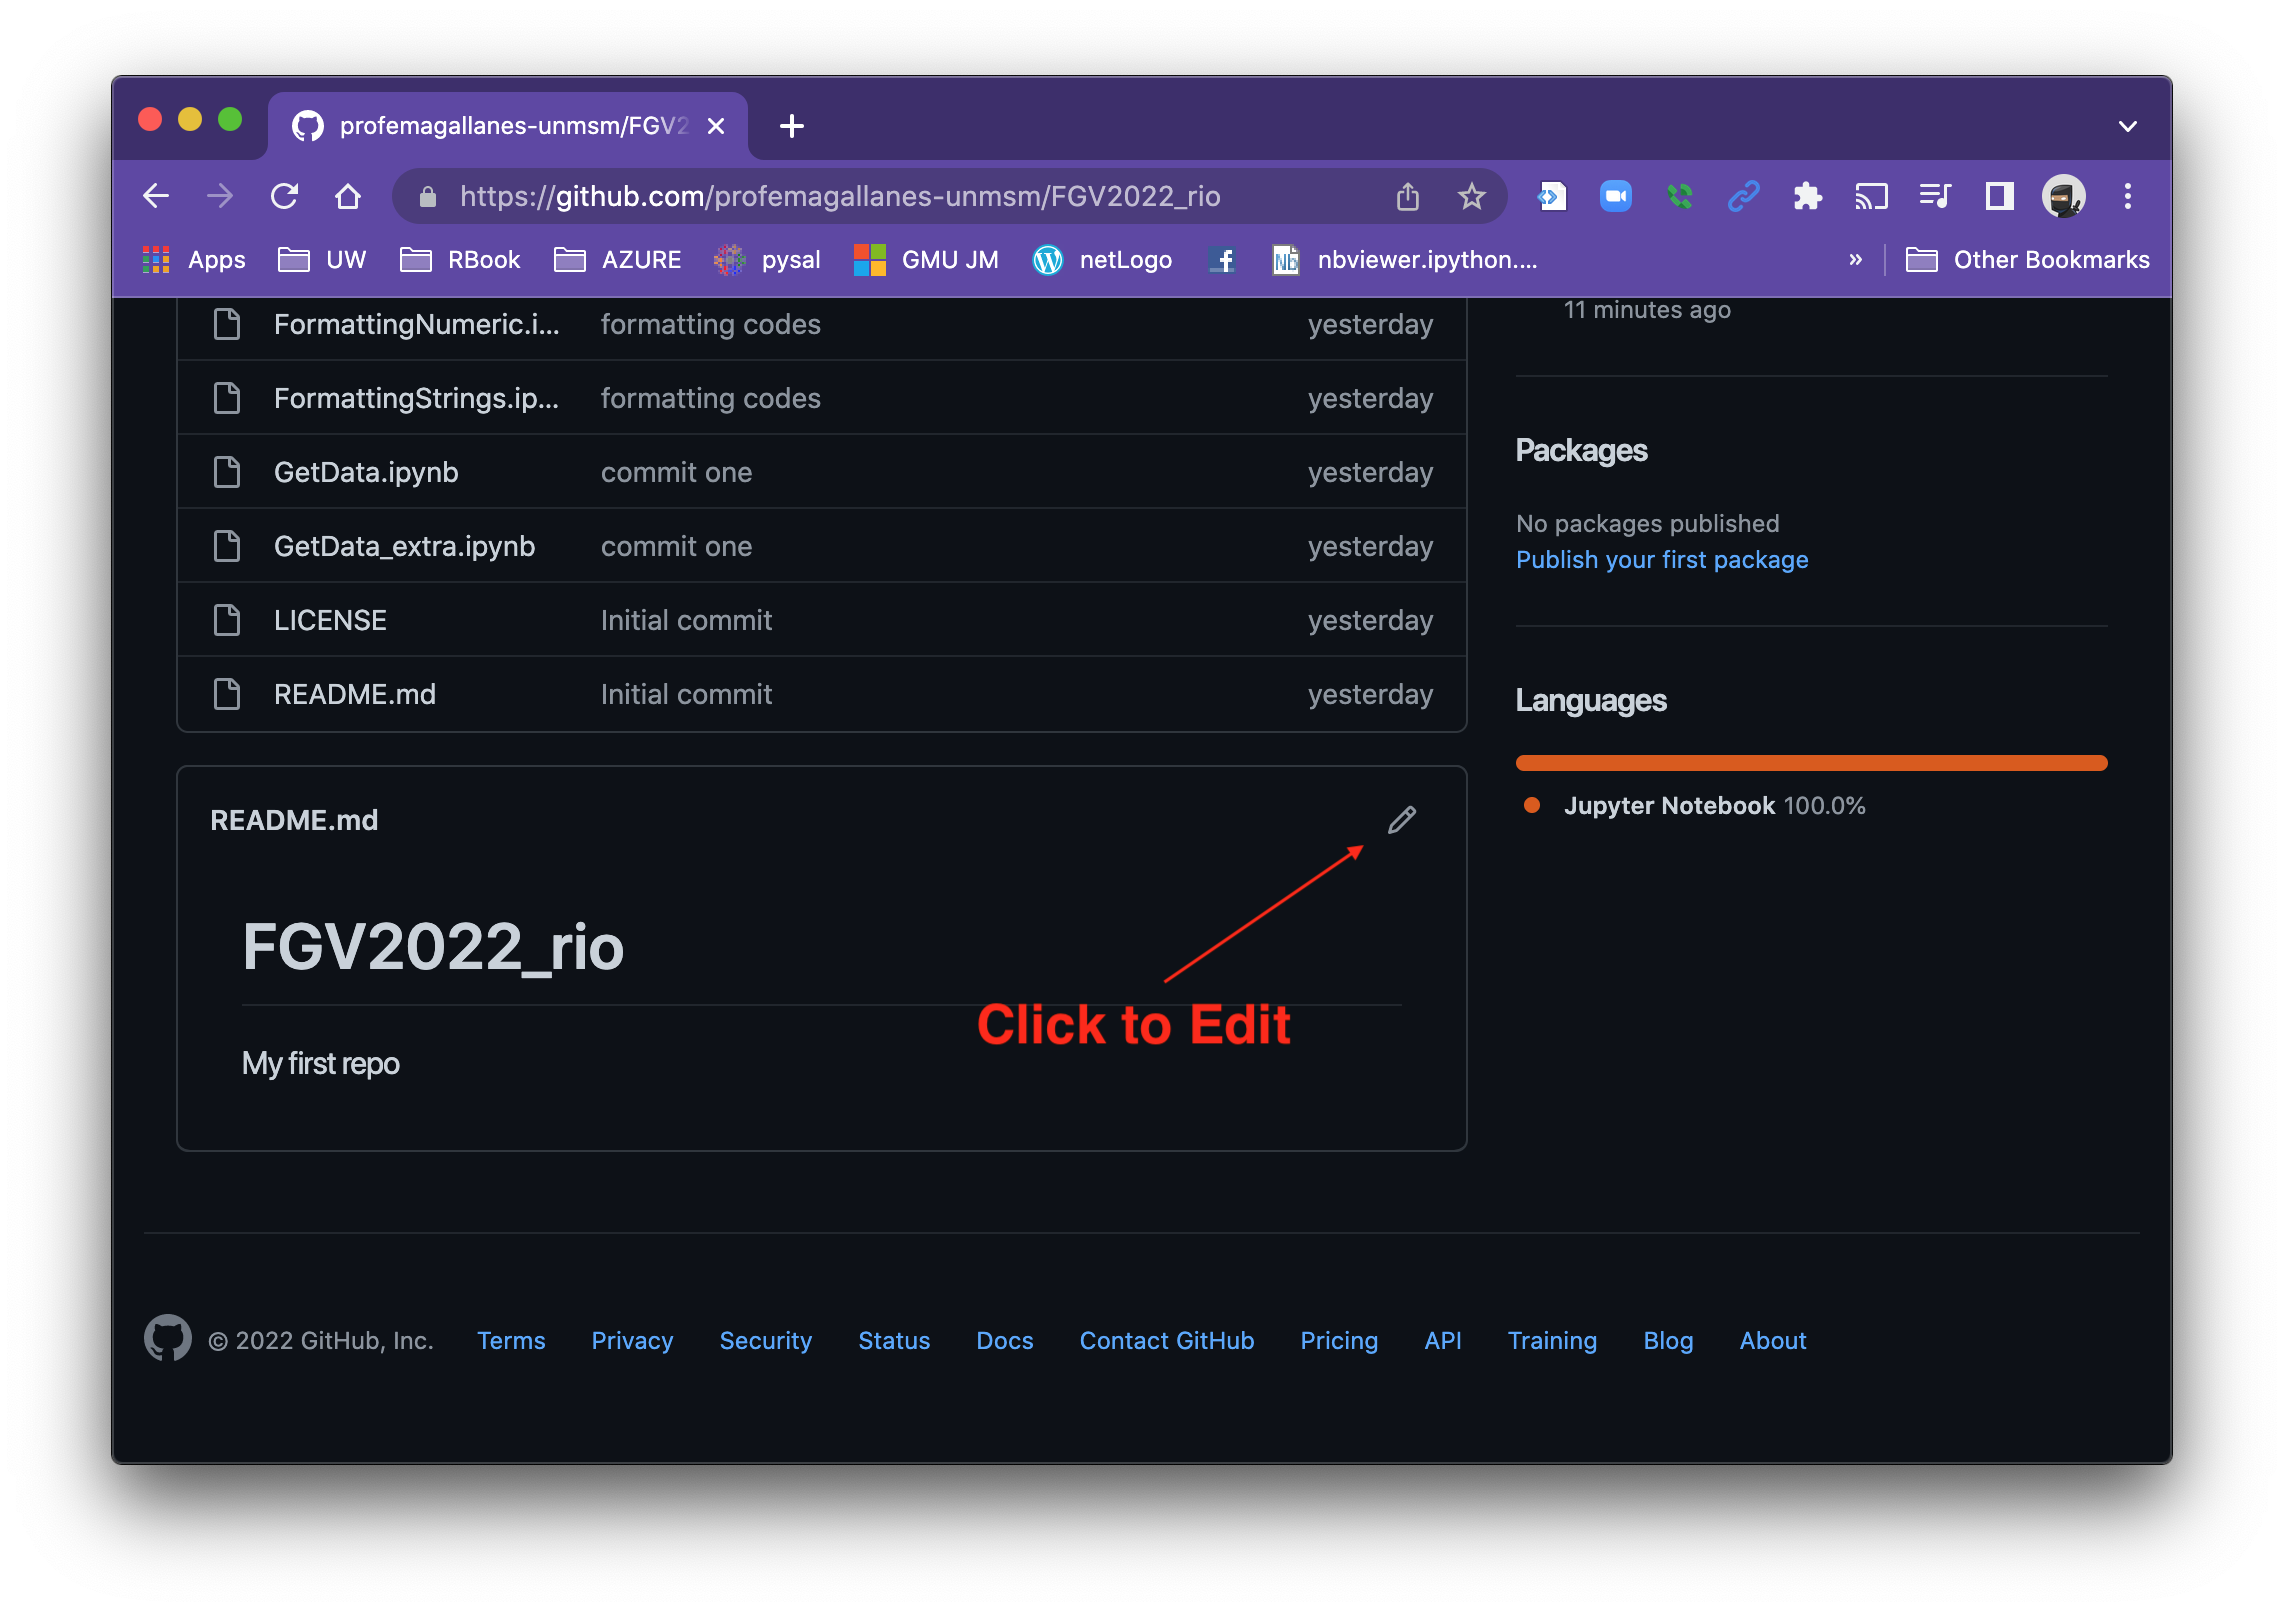 profemagallanes-unmsm/FGV2
https://github.com/profemagallanes-unmsm/FGV2022_rio
Apps UW RBook AZURE pysal GMU JM netLogo nbviewer.ipython.... » Other Bookmarks
FormattingNumeric.i... formatting codes yesterday
FormattingStrings.ip... formatting codes yesterday
GetData.ipynb commit one yesterday
GetData_extra.ipynb commit one yesterday
LICENSE Initial commit yesterday
README.md Initial commit yesterday
11 minutes ago
Packages
No packages published
Publish your first package
Languages
Jupyter Notebook 100.0%
README.md
FGV2022_rio
Click to Edit
My first repo
© 2022 GitHub, Inc. Terms Privacy Security Status Docs Contact GitHub Pricing API Training Blog About